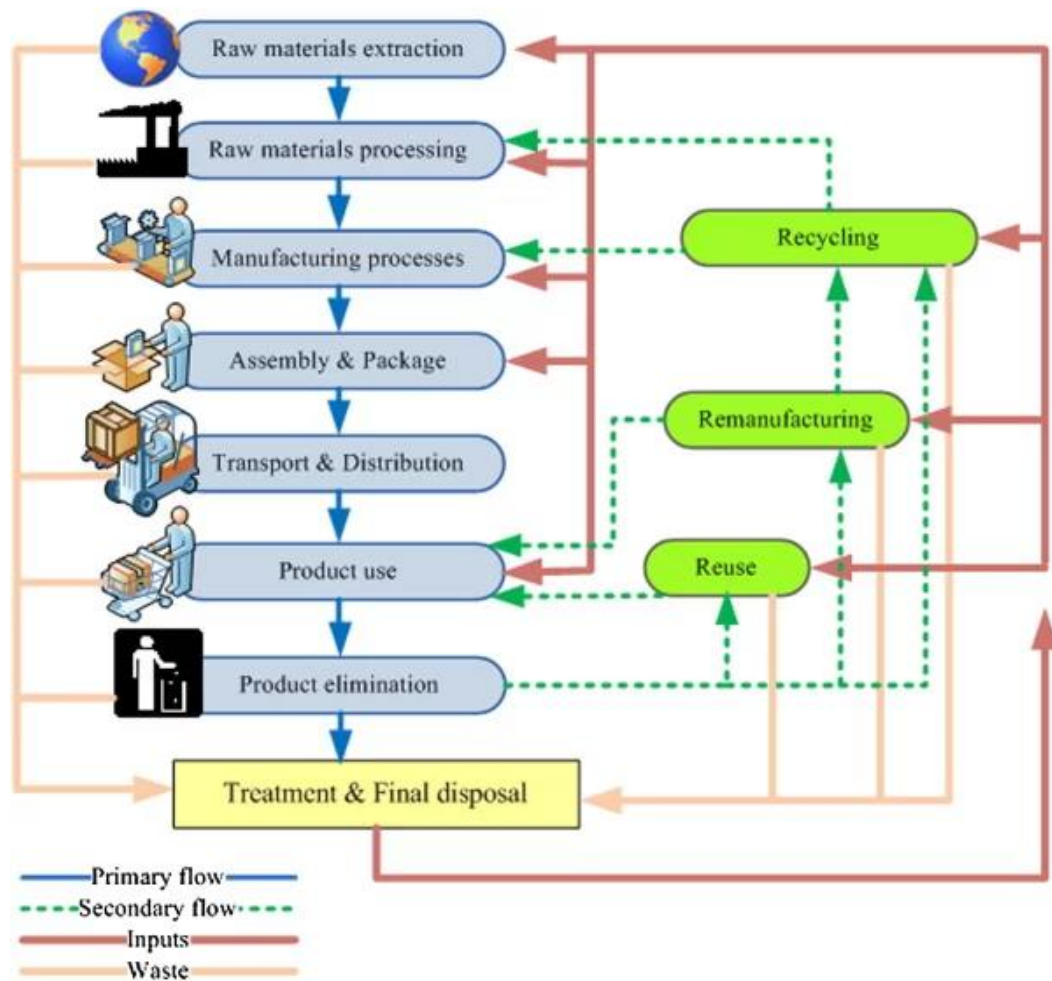 Raw materials extraction
Raw materials processing
Recycling
Manufacturing processes
Assembly & Package
Remanufacturing
Transport & Distribution
Product use
Reuse
Product elimination
Treatment & Final disposal
Primary flow
Secondary flow
Inputs
Waste